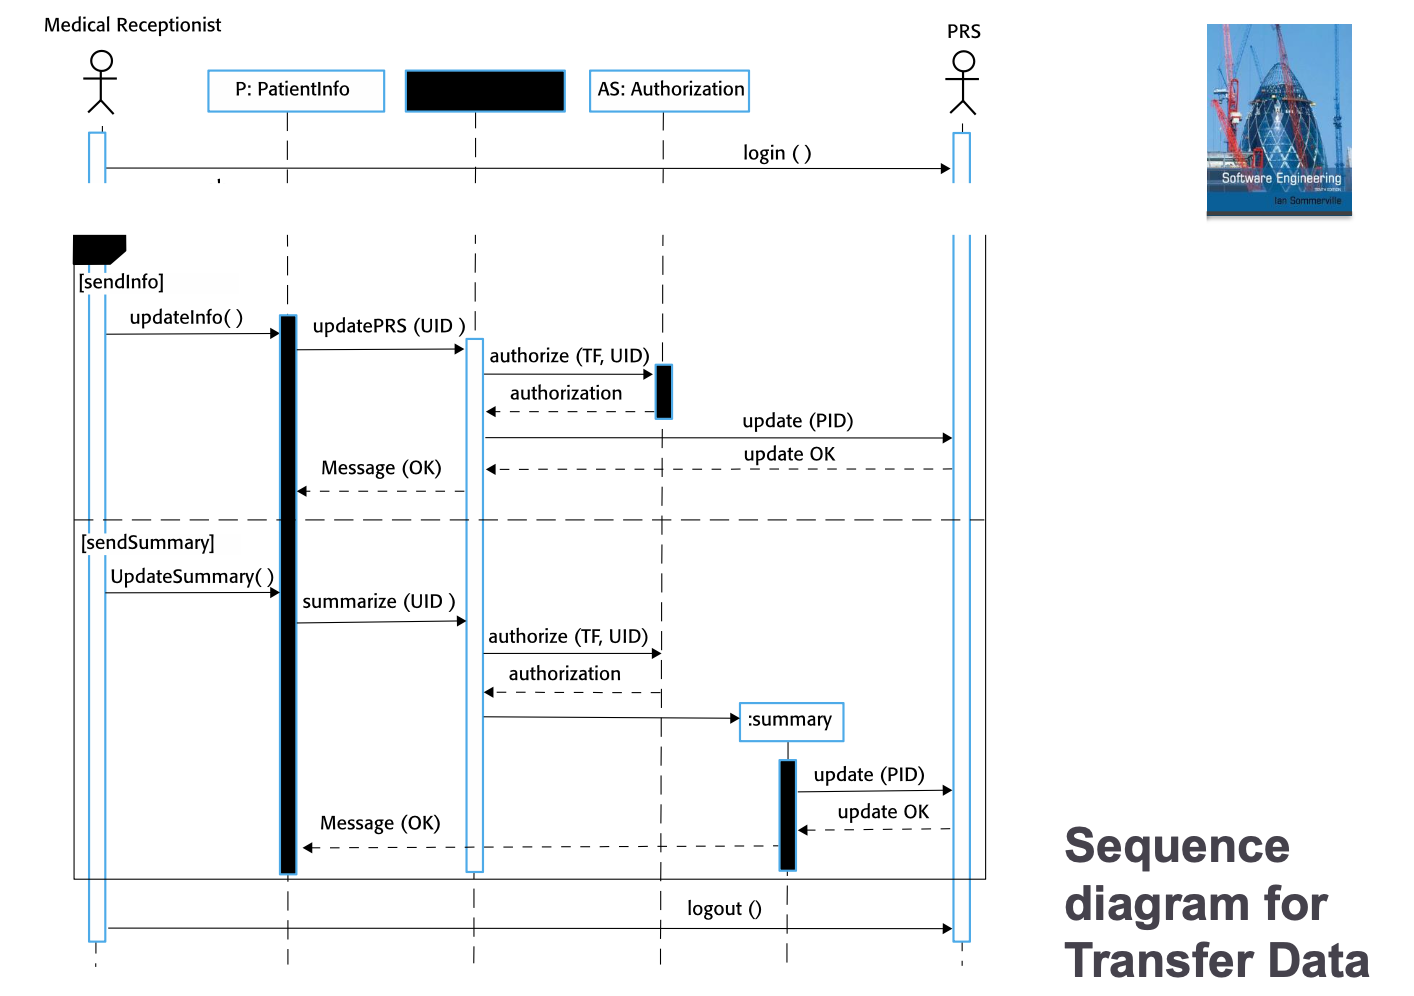 Medical Receptionist
PRS
P: PatientInfo
AS: Authorization
login ( )
Software Engineering
Ian Sommerville
[sendInfo]
updateInfo( )
updatePRS (UID )
authorize (TF, UID)
authorization
update (PID)
update OK
Message (OK)
[sendSummary]
UpdateSummary( )
summarize (UID )
authorize (TF, UID)
authorization
:summary
update (PID)
update OK
Message (OK)
logout ()
Sequence
diagram for
Transfer Data